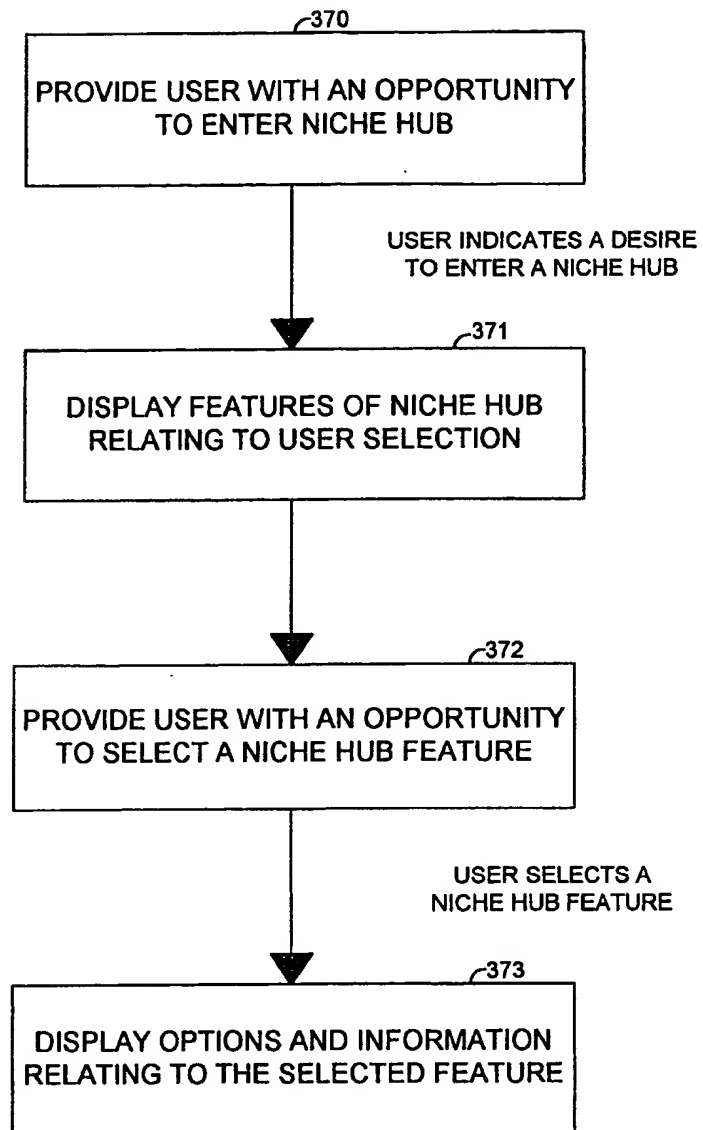 370
PROVIDE USER WITH AN OPPORTUNITY
TO ENTER NICHE HUB
USER INDICATES A DESIRE
TO ENTER A NICHE HUB
371
DISPLAY FEATURES OF NICHE HUB
RELATING TO USER SELECTION
372
PROVIDE USER WITH AN OPPORTUNITY
TO SELECT A NICHE HUB FEATURE
USER SELECTS A
NICHE HUB FEATURE
373
DISPLAY OPTIONS AND INFORMATION
RELATING TO THE SELECTED FEATURE